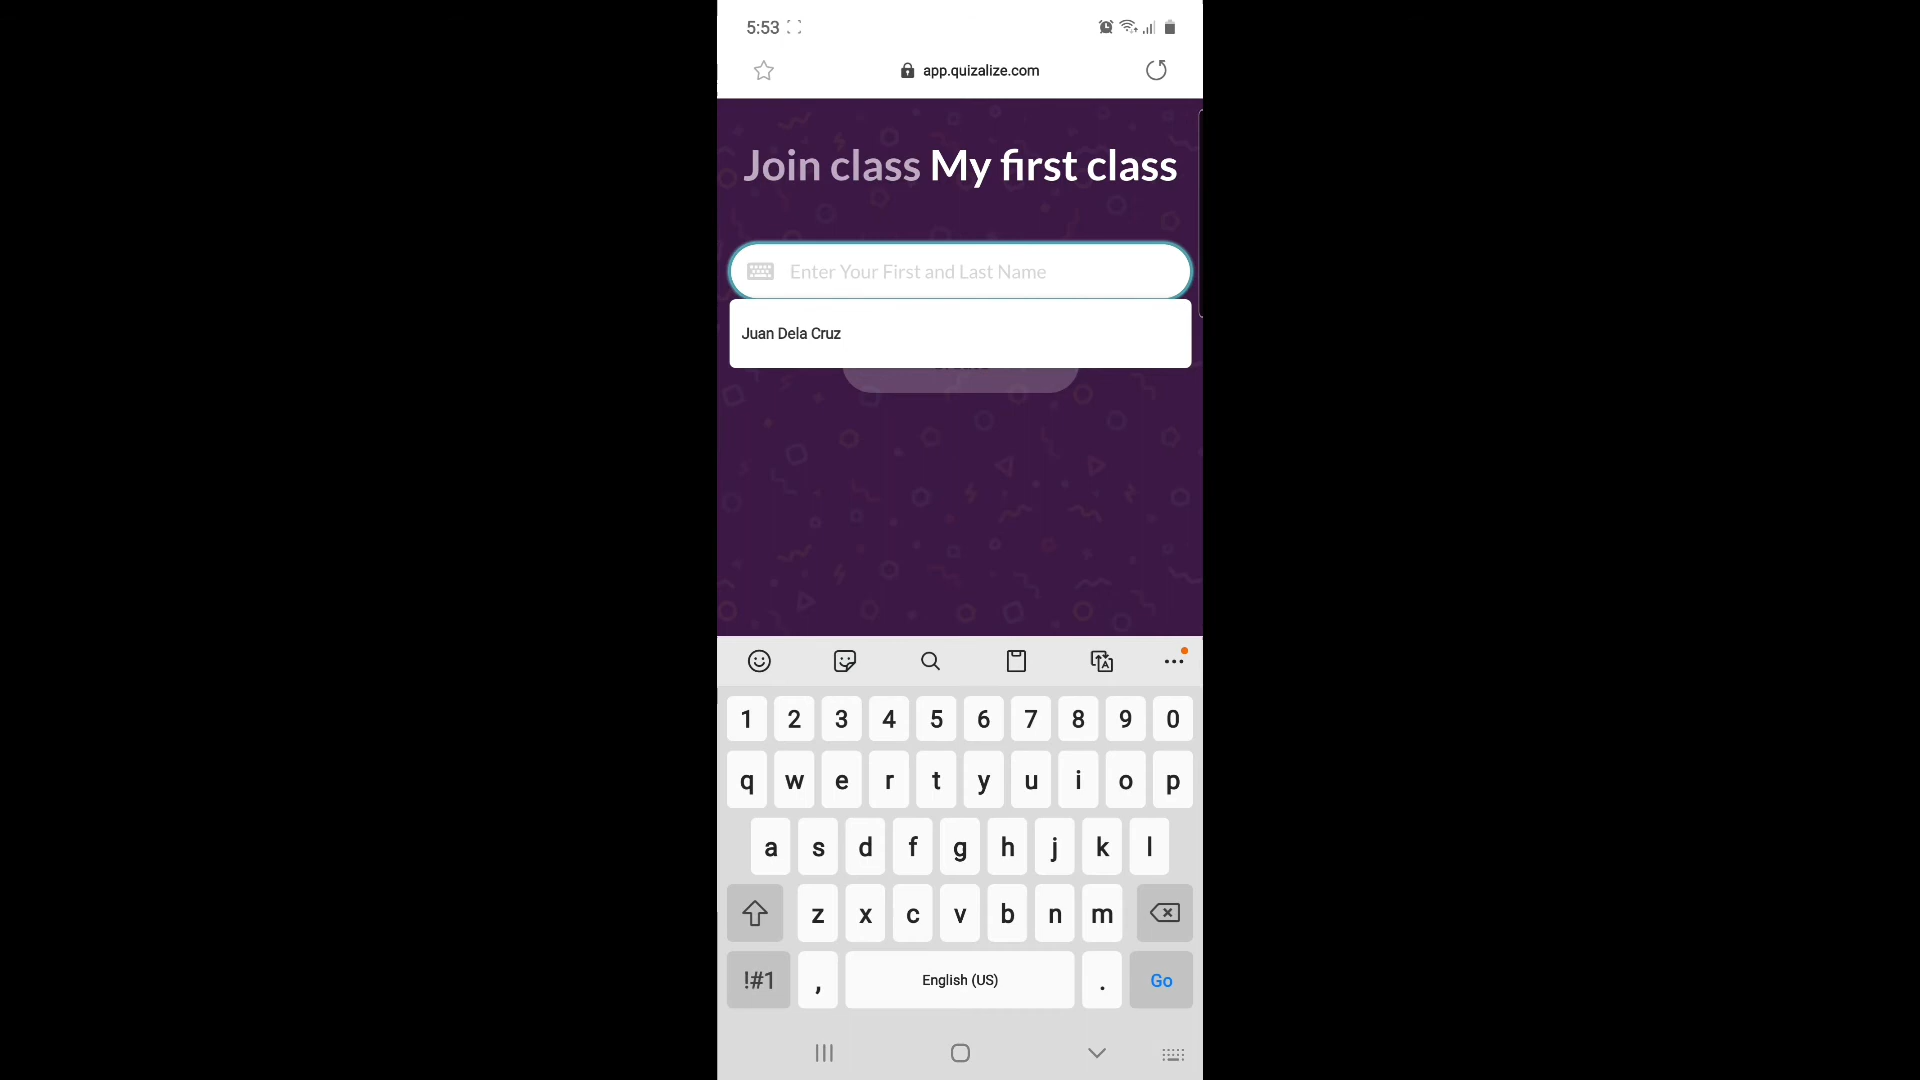 5:53
app.quizalize.com
Join class My first class
Enter Your First and Last Name
Juan Dela Cruz
1 2 3 4 5 6 7 8 9 0
q w e r t y u i o p
a s d f g h j k l
z x c v b n m
!#1 , English (US) . Go